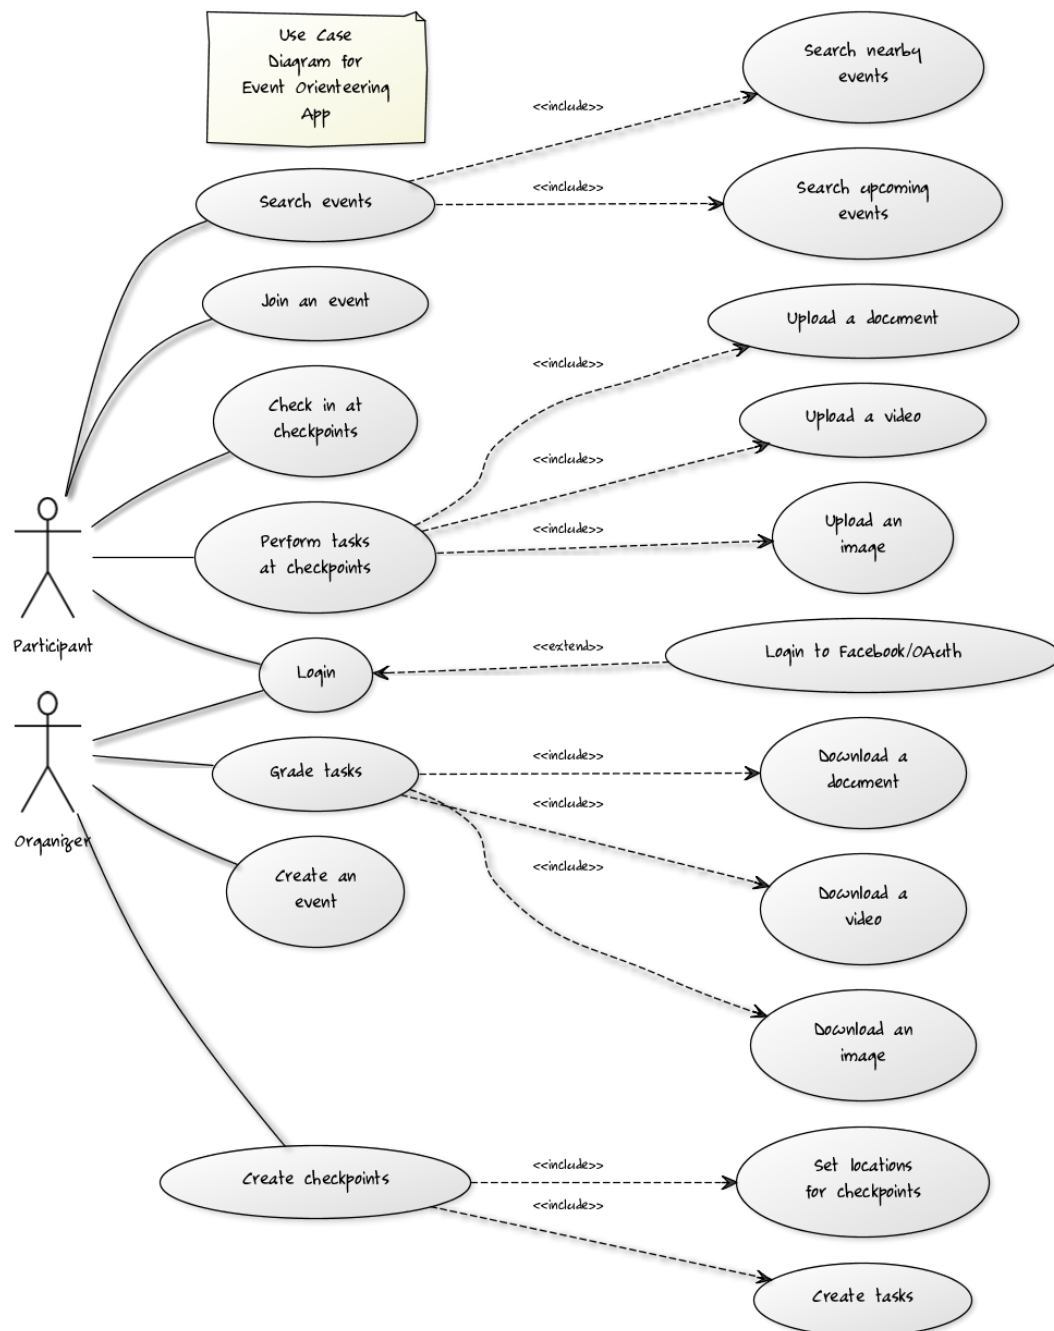 Use Case
Diagram for
Event Orienteering
App
Search nearby
events
<<include>>
Search events
<<include>>
Search upcoming
events
Join an event
Upload a document
<<include>>
Check in at
checkpoints
Upload a video
<<include>>
Perform tasks
at checkpoints
<<include>>
Upload an
image
Participant
Login
<<extend>>
Login to Facebook/OAuth
Grade tasks
<<include>>
Download a
document
<<include>>
Organizer
Create an
event
<<include>>
Download a
video
Download an
image
Create checkpoints
<<include>>
Set locations
for checkpoints
<<include>>
Create tasks